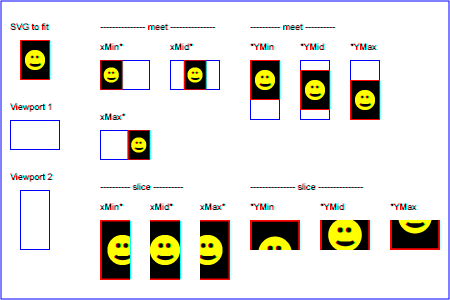 SVG to fit
--------------- meet ---------------
---------- meet ----------
xMin*
xMid*
*YMin
*YMid
*YMax
Viewport 1
xMax*
Viewport 2
---------- slice ----------
--------------- slice ---------------
xMin*
xMid*
xMax*
*YMin
*YMid
*YMax